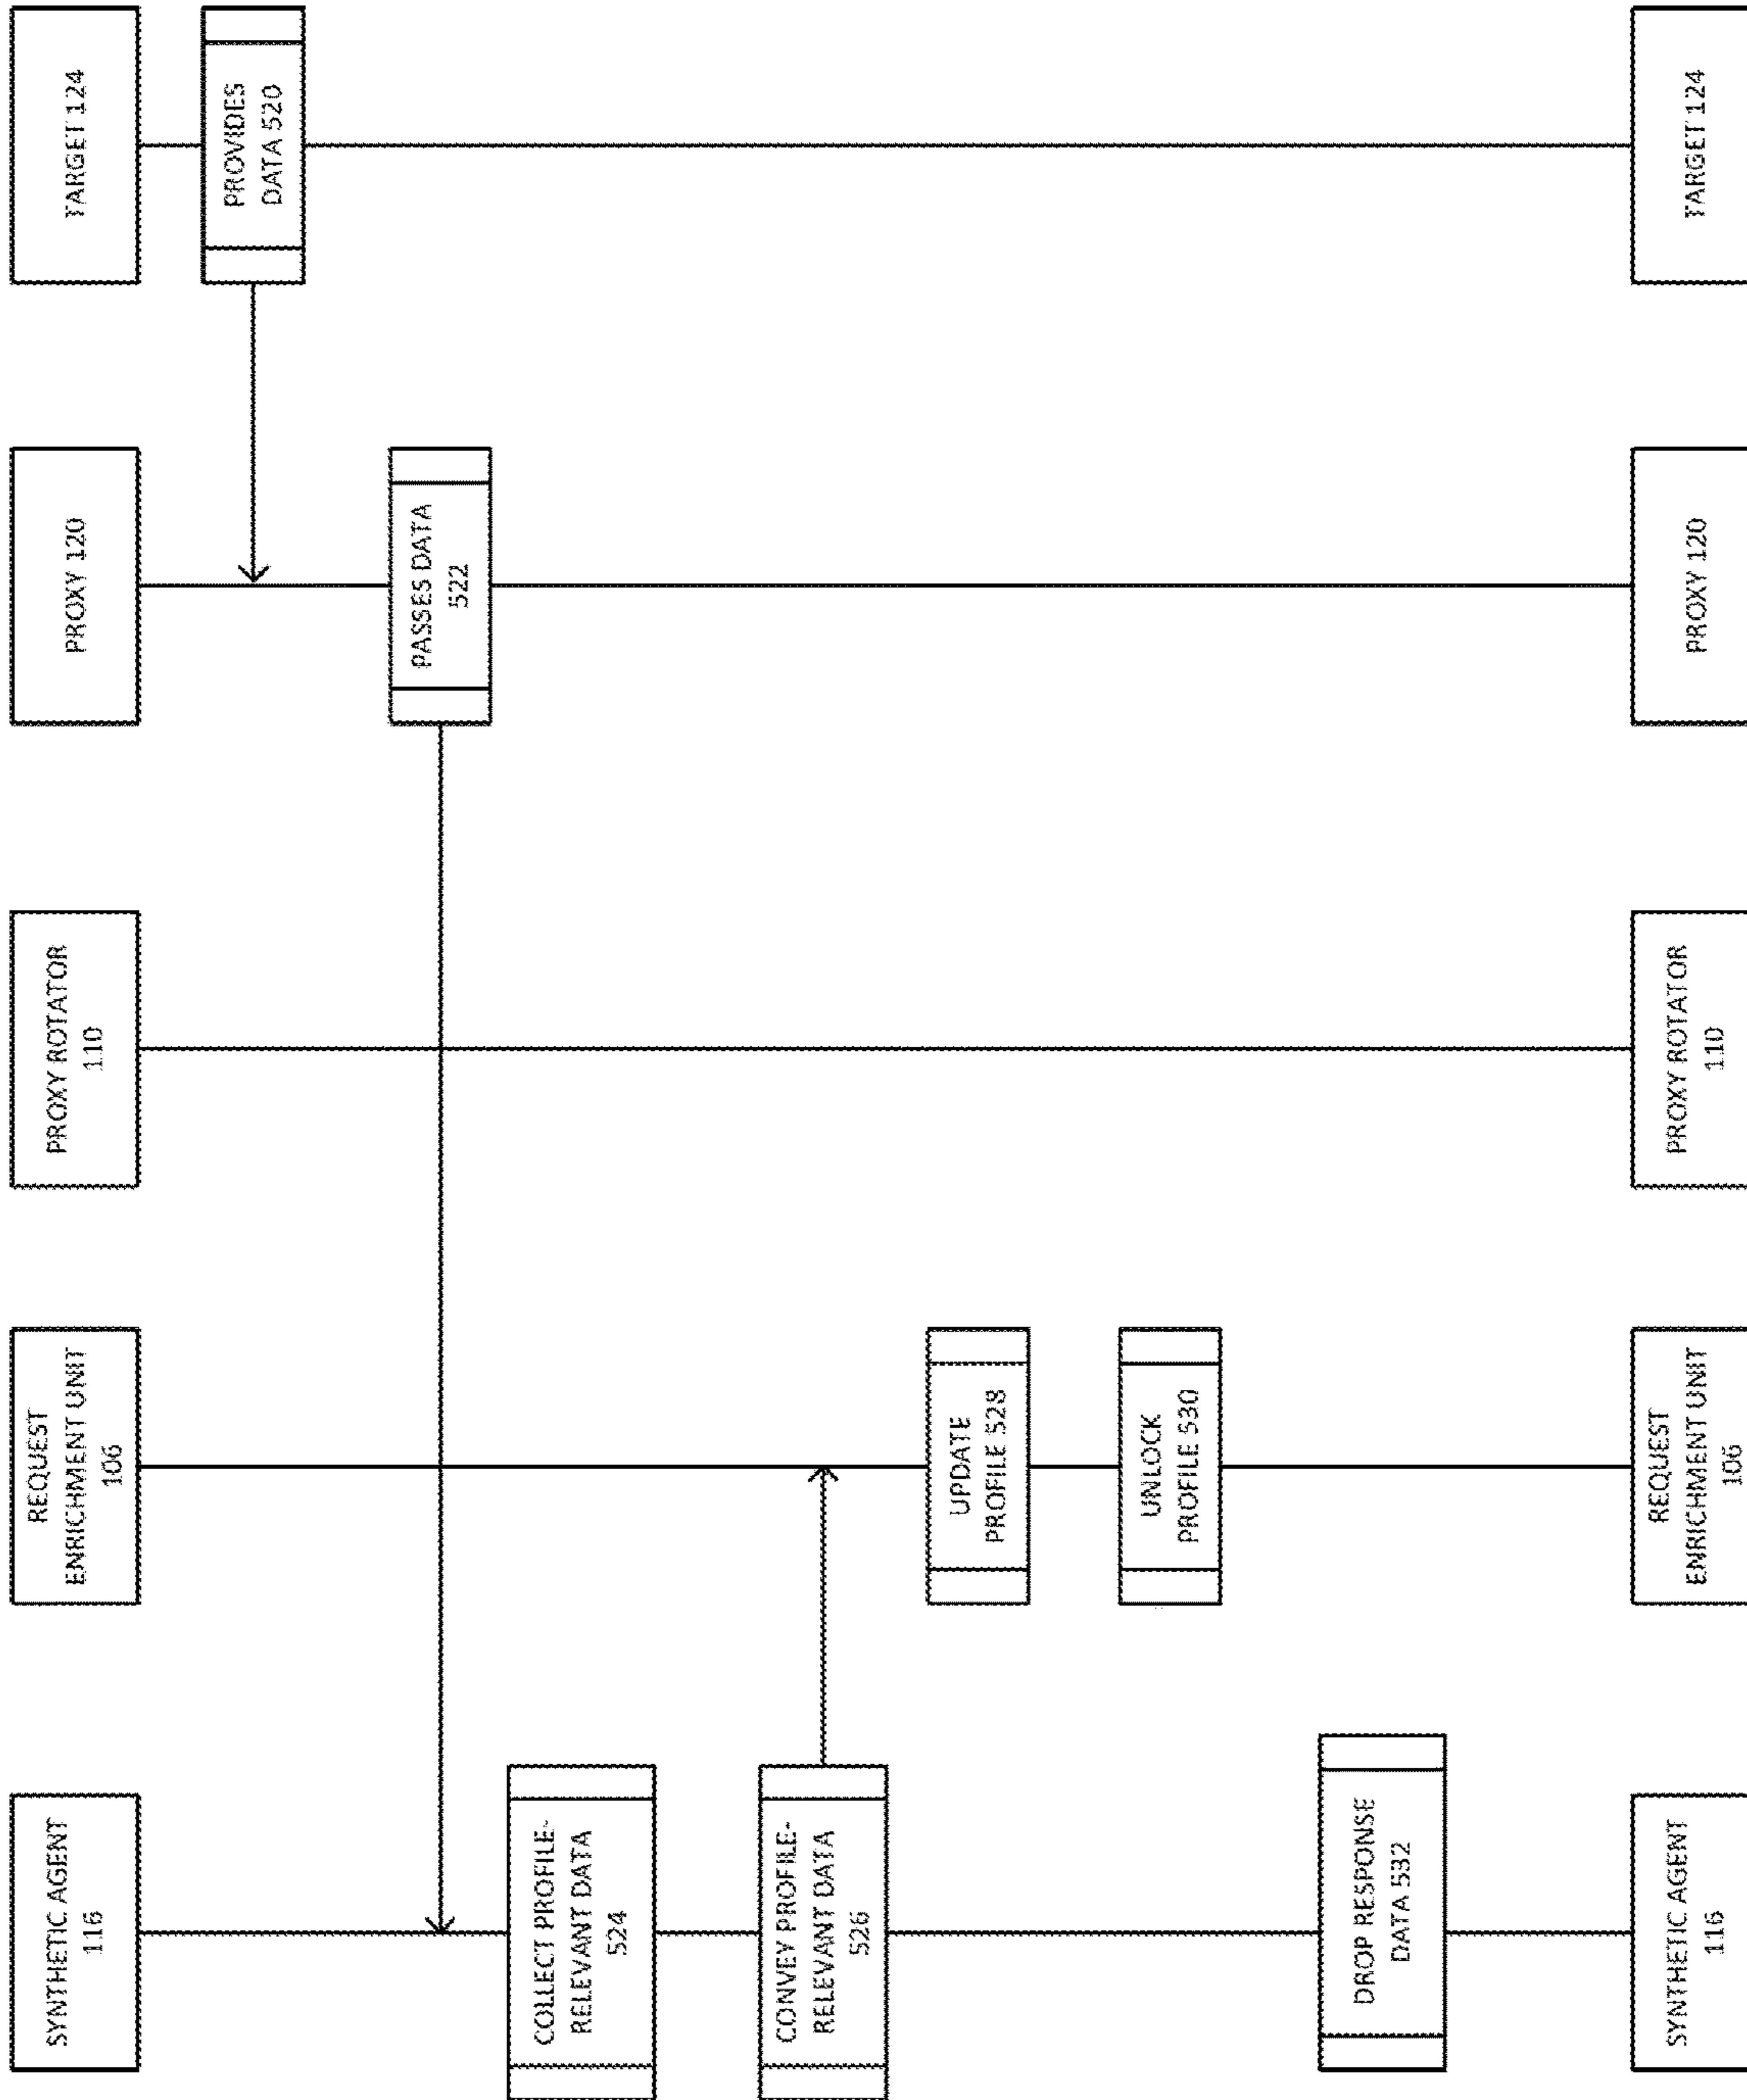 SYNTHETIC AGENT
116
REQUEST
ENRICHMENT UNIT
106
PROXY ROTATOR
110
PROXY 120
TARGET 124
PROVIDES
DATA 520
PASSES DATA
522
COLLECT PROFILE-
RELEVANT DATA
524
CONVEY PROFILE-
RELEVANT DATA
526
UPDATE
PROFILE 528
UNLOCK
PROFILE 530
DROP RESPONSE
DATA 532
SYNTHETIC AGENT
116
REQUEST
ENRICHMENT UNIT
106
PROXY ROTATOR
110
PROXY 120
TARGET 124